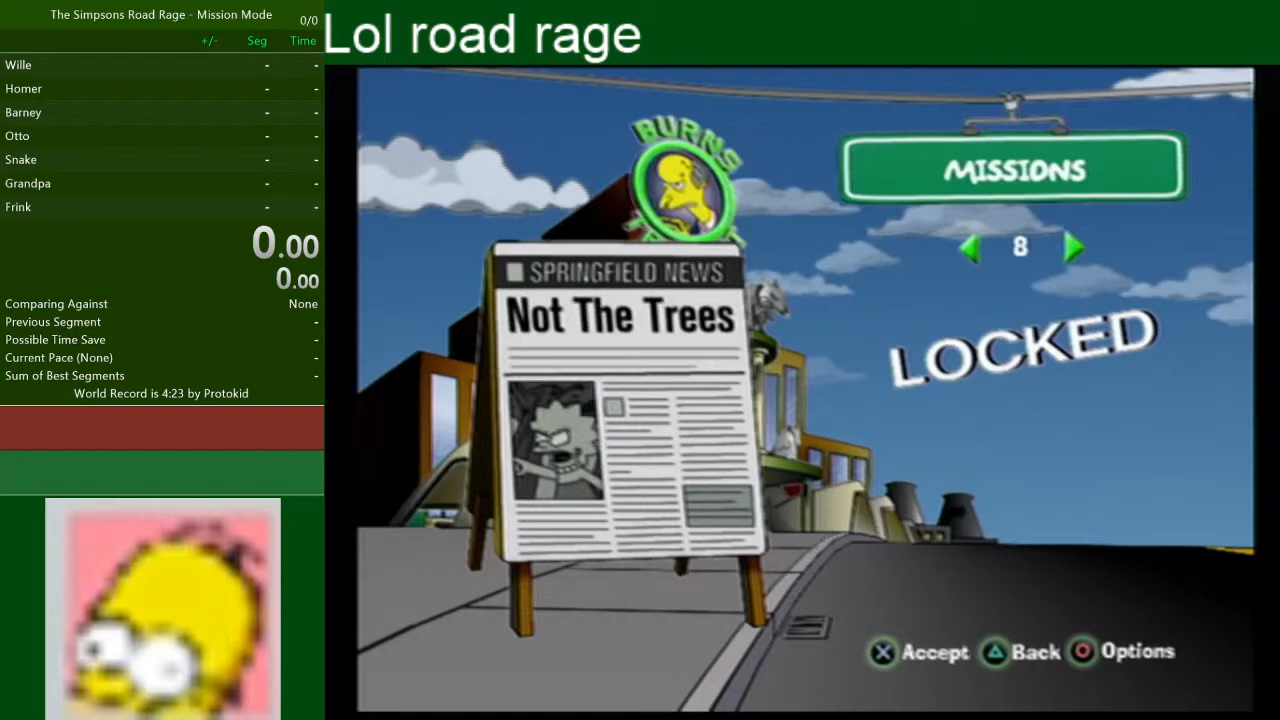 The Simpsons Road Rage - Mission Mode
0/0
+/- Seg Time
Wille - -
Homer - -
Barney - -
Otto - -
Snake - -
Grandpa - -
Frink - -
0.00
0.00
Comparing Against None
Previous Segment -
Possible Time Save -
Current Pace (None) -
Sum of Best Segments -
World Record is 4:23 by Protokid
Lol road rage
BURNS
MISSIONS
8
SPRINGFIELD NEWS
Not The Trees
LOCKED
Accept Back Options